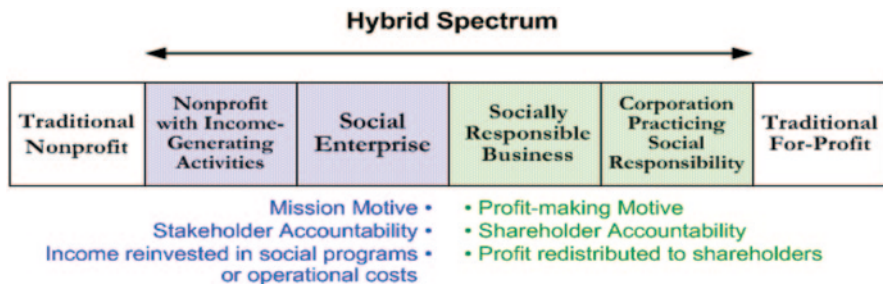 Hybrid Spectrum
Traditional
Nonprofit
Nonprofit
with Income-
Generating
Activities
Social
Enterprise
Socially
Responsible
Business
Corporation
Practicing
Social
Responsibility
Traditional
For-Profit
Mission Motive •
Stakeholder Accountability •
Income reinvested in social programs •
or operational costs
• Profit-making Motive
• Shareholder Accountability
• Profit redistributed to shareholders